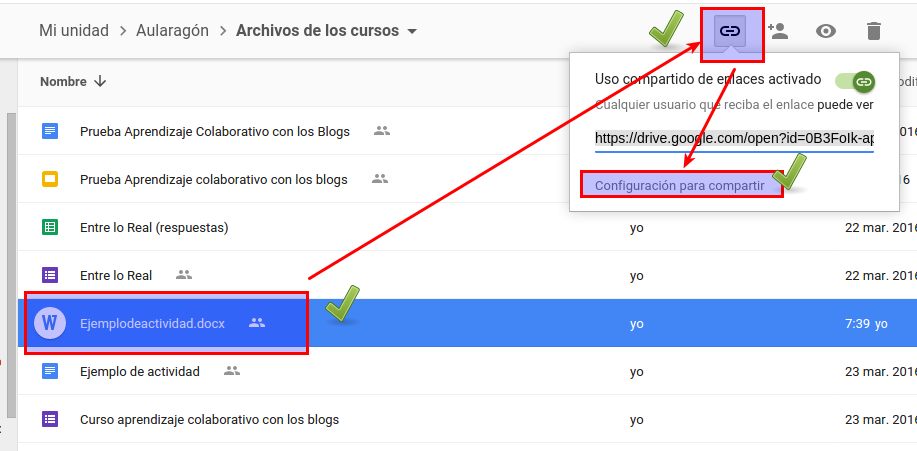 Mi unidad > Aularagón > Archivos de los cursos
Nombre
Uso compartido de enlaces activado
Cualquier usuario que reciba el enlace puede ver
https://drive.google.com/open?id=0B3FoIk-ap
Configuración para compartir
Prueba Aprendizaje Colaborativo con los Blogs
Prueba Aprendizaje colaborativo con los blogs
Entre lo Real (respuestas) yo 22 mar. 2016
Entre lo Real yo 22 mar. 2016
W Ejemplodeactividad.docx yo 7:39 yo
Ejemplo de actividad yo 23 mar. 2016
Curso aprendizaje colaborativo con los blogs yo 23 mar. 2016